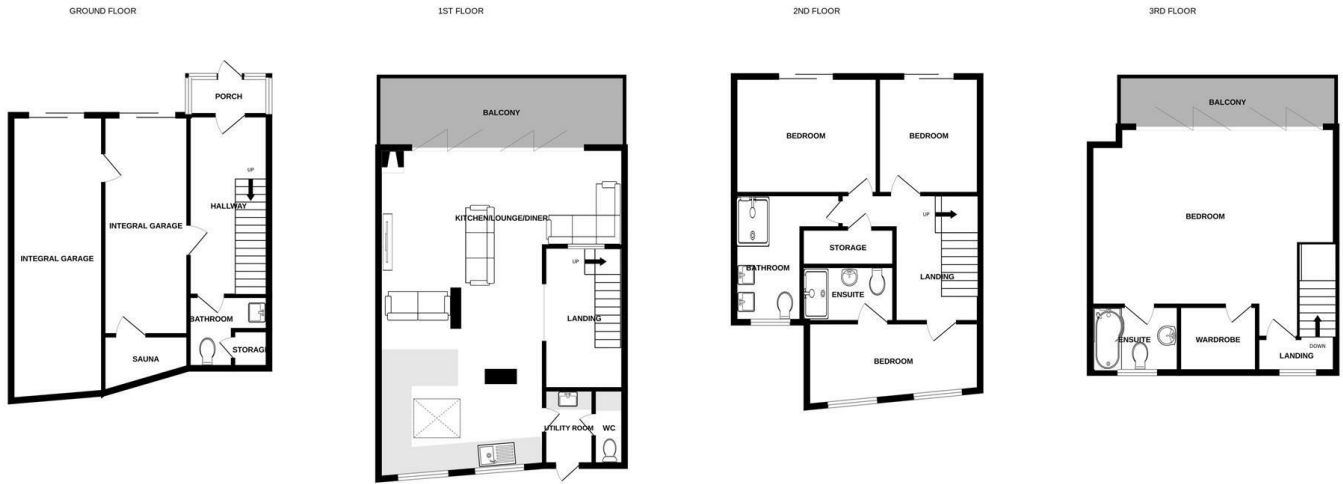 GROUND FLOOR
PORCH
UP
HALLWAY
INTEGRAL GARAGE
INTEGRAL GARAGE
BATHROOM
STORAGE
SAUNA
1ST FLOOR
BALCONY
KITCHEN/LOUNGE/DINER
UP
LANDING
UTILITY ROOM
WC
2ND FLOOR
BEDROOM
BEDROOM
UP
STORAGE
BATHROOM
LANDING
ENSUITE
BEDROOM
3RD FLOOR
BALCONY
BEDROOM
ENSUITE
WARDROBE
DOWN
LANDING